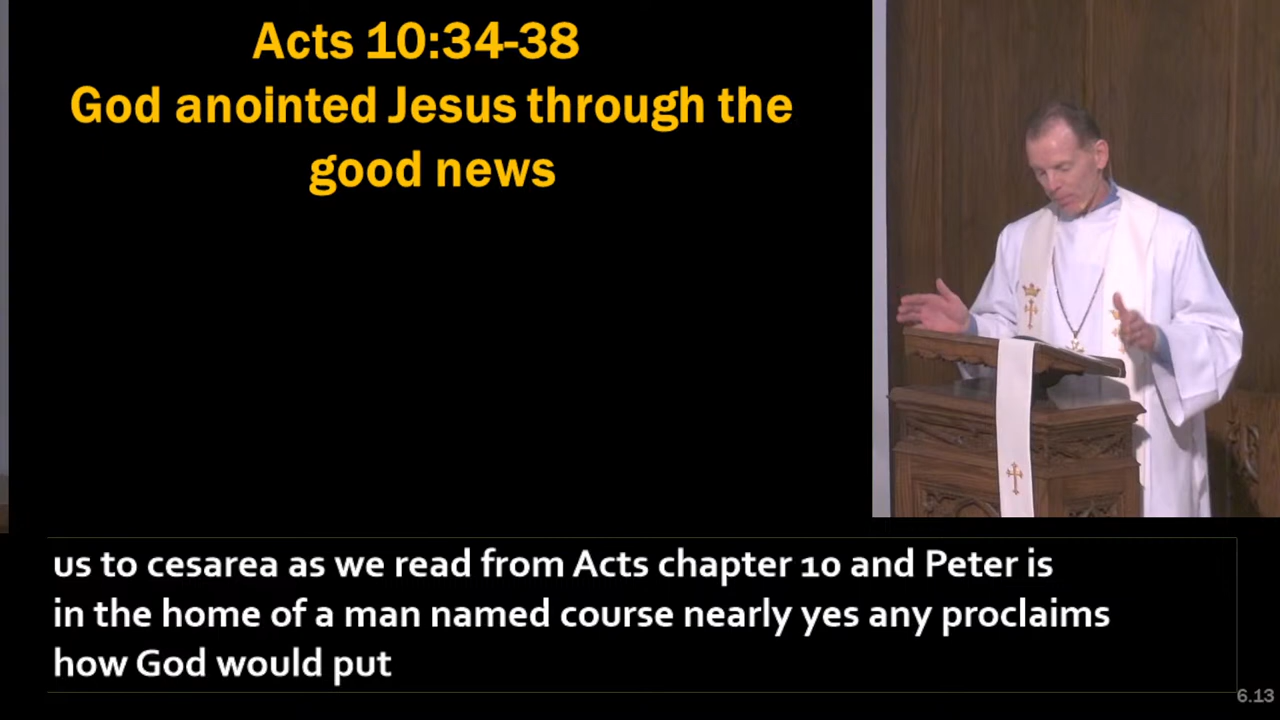 Acts 10:34-38
God anointed Jesus through the
good news
us to cesarea as we read from Acts chapter 10 and Peter is
in the home of a man named course nearly yes any proclaims
how God would put
6.13